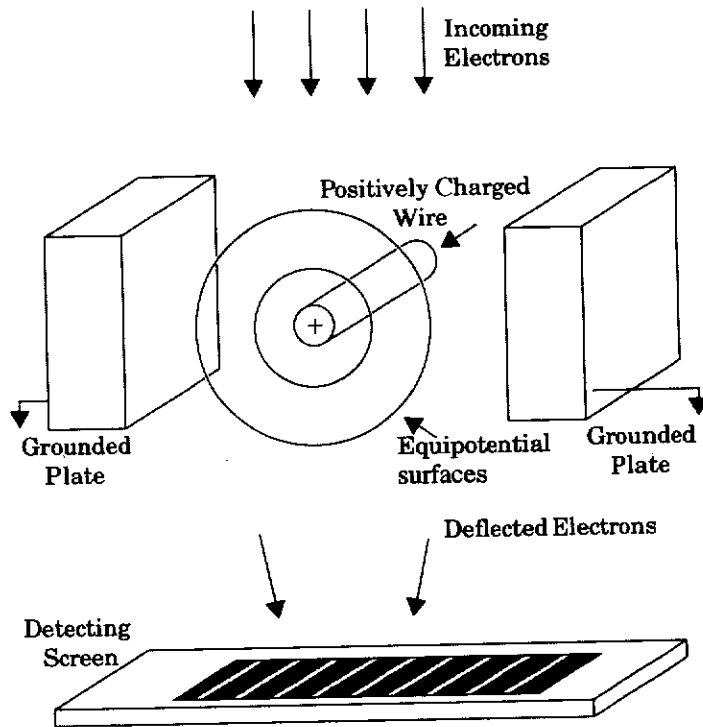 Incoming
Electrons
Positively Charged
Wire
+
Grounded
Plate
Equipotential
surfaces
Grounded
Plate
Deflected Electrons
Detecting
Screen